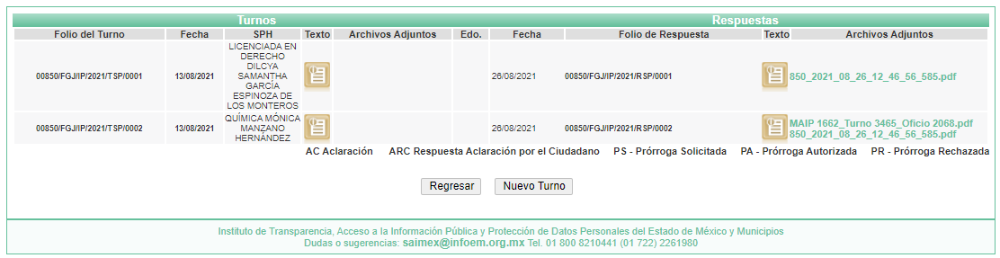 Turnos Respuestas
Folio del Turno Fecha SPH Texto Archivos Adjuntos Edo. Fecha Folio de Respuesta Texto Archivos Adjuntos
00850/FGJ/IP/2021/TSP/0001 13/08/2021 LICENCIADA EN
DERECHO
DILCYA
SAMANTHA
GARCÍA
ESPINOZA DE
LOS MONTEROS
26/08/2021 00850/FGJ/IP/2021/RSP/0001 850_2021_08_26_12_46_56_585.pdf
00850/FGJ/IP/2021/TSP/0002 13/08/2021 QUÍMICA MÓNICA
MANZANO
HERNÁNDEZ
26/08/2021 00850/FGJ/IP/2021/RSP/0002 MAIP 1662_Turno 3465_Oficio 2068.pdf
850_2021_08_26_12_46_56_585.pdf
AC Aclaración ARC Respuesta Aclaración por el Ciudadano PS - Prórroga Solicitada PA - Prórroga Autorizada PR - Prórroga Rechazada
Regresar Nuevo Turno
Instituto de Transparencia, Acceso a la Información Pública y Protección de Datos Personales del Estado de México y Municipios
Dudas o sugerencias: saimex@infoem.org.mx Tel. 01 800 8210441 (01 722) 2261980